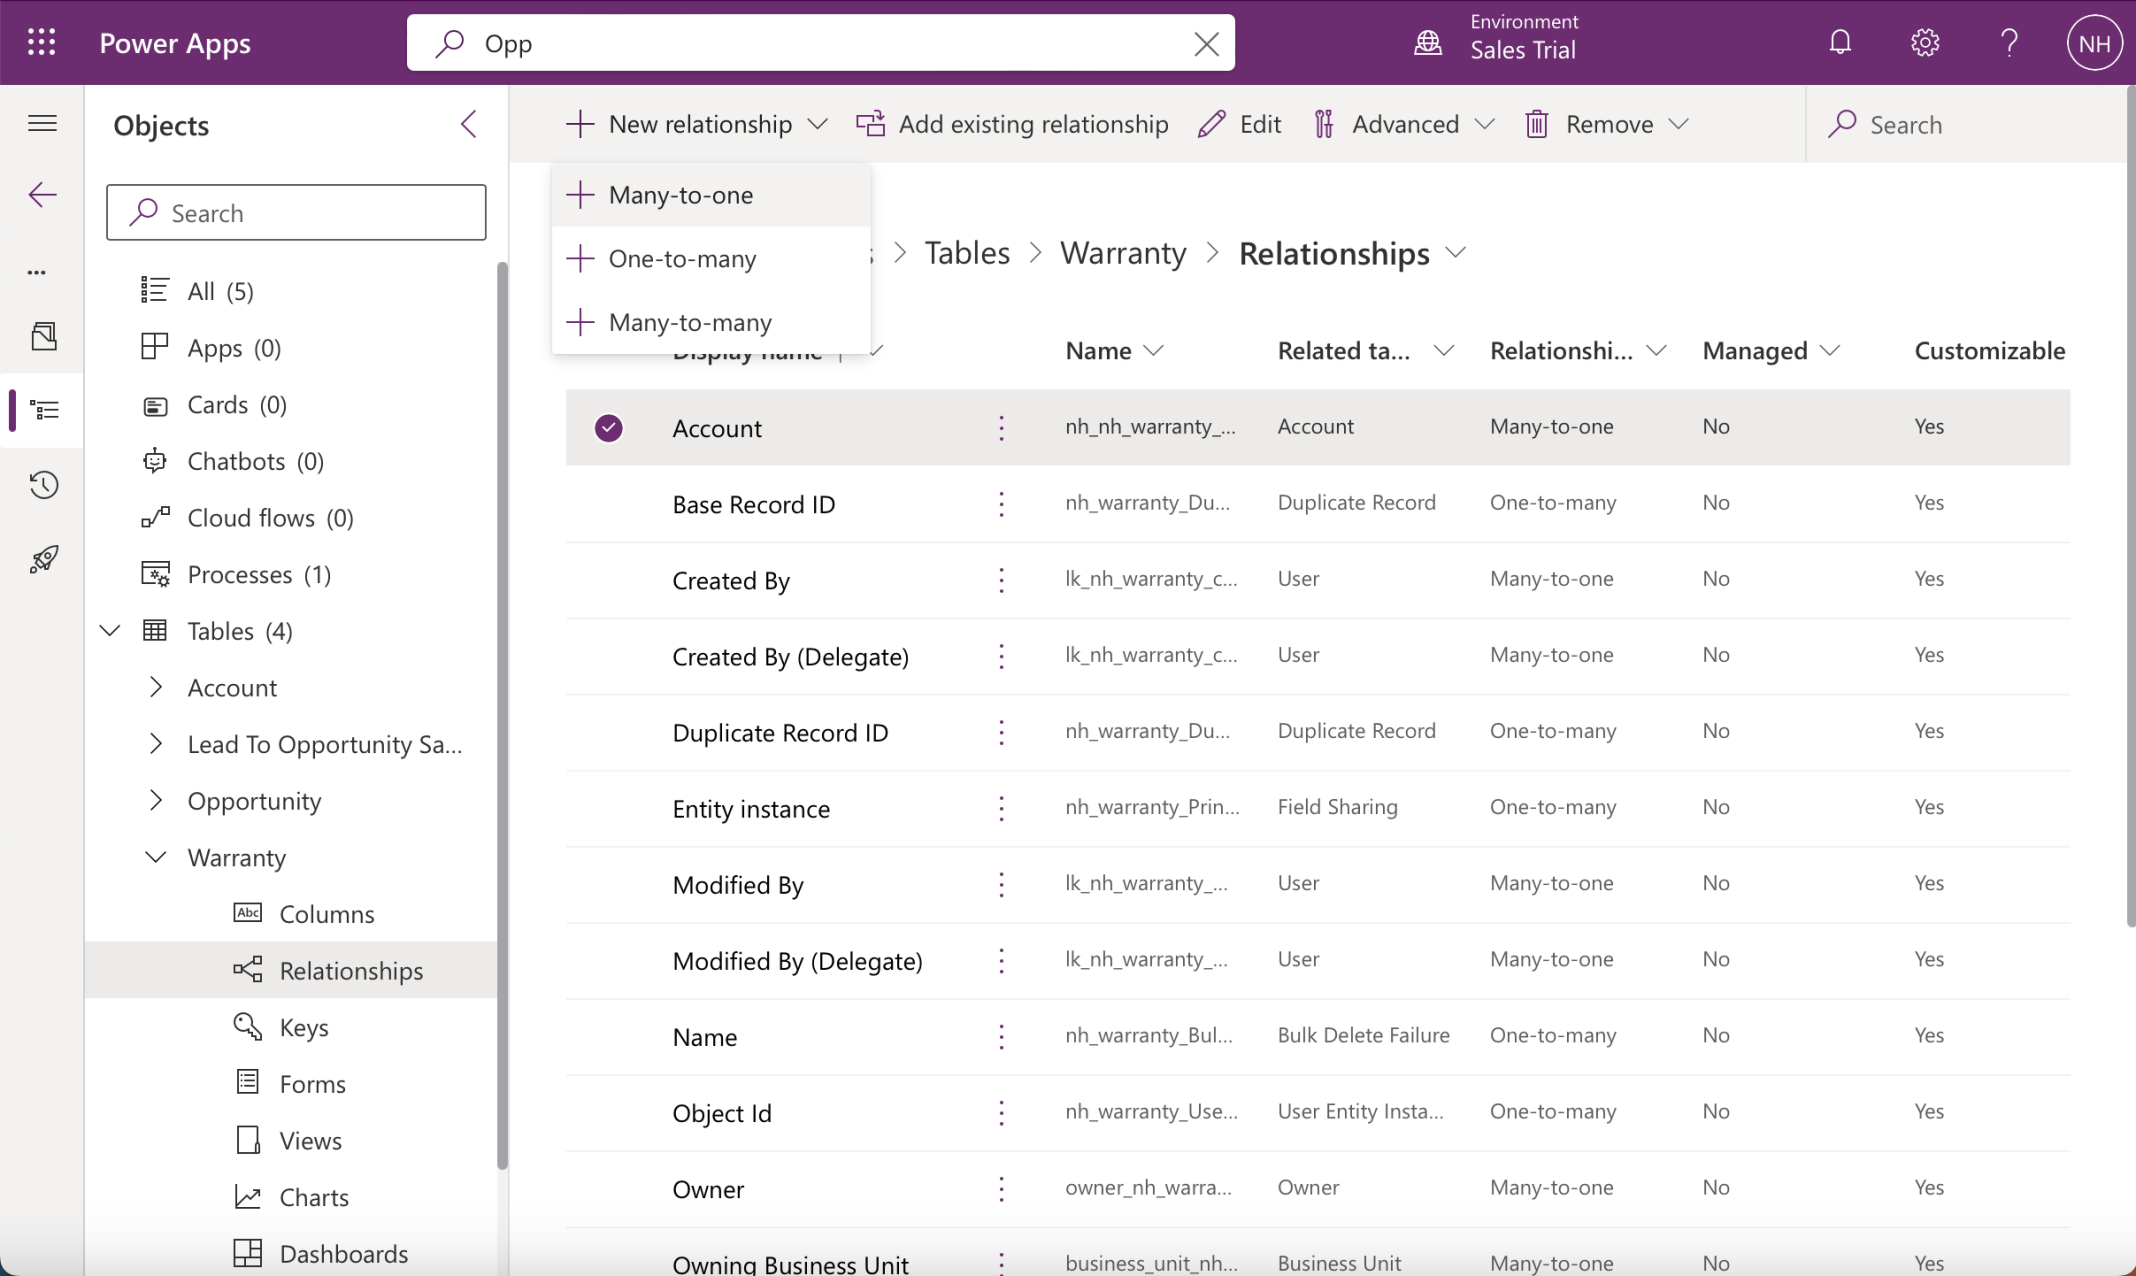 Power Apps
Opp
Environment
Sales Trial
NH
Objects
New relationship
Add existing relationship
Edit
Advanced
Remove
Search
Search
Many-to-one
One-to-many
Many-to-many
Tables
Warranty
Relationships
All (5)
Apps (0)
Cards (0)
Chatbots (0)
Cloud flows (0)
Processes (1)
Tables (4)
Account
Lead To Opportunity Sa...
Opportunity
Warranty
Abc Columns
Relationships
Keys
Forms
Views
Charts
Dashboards
Display name Name Related ta... Relationshi... Managed Customizable
Account nh_nh_warranty_... Account Many-to-one No Yes
Base Record ID nh_warranty_Du... Duplicate Record One-to-many No Yes
Created By lk_nh_warranty_c... User Many-to-one No Yes
Created By (Delegate) lk_nh_warranty_c... User Many-to-one No Yes
Duplicate Record ID nh_warranty_Du... Duplicate Record One-to-many No Yes
Entity instance nh_warranty_Prin... Field Sharing One-to-many No Yes
Modified By lk_nh_warranty_... User Many-to-one No Yes
Modified By (Delegate) lk_nh_warranty_... User Many-to-one No Yes
Name nh_warranty_Bul... Bulk Delete Failure One-to-many No Yes
Object Id nh_warranty_Use... User Entity Insta... One-to-many No Yes
Owner owner_nh_warra... Owner Many-to-one No Yes
Owning Business Unit business_unit_nh... Business Unit Many-to-one No Yes